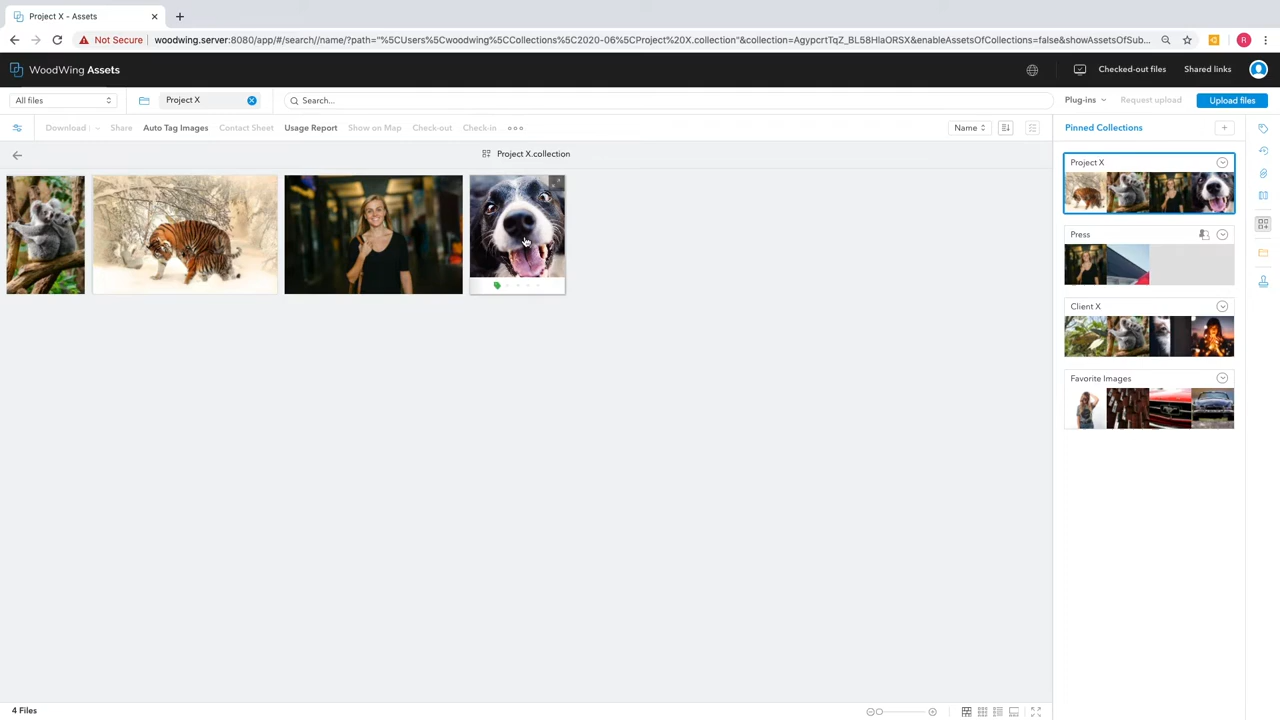 Project X - Assets
Not Secure
woodwing.server:8080/app/#/search//name/?path="%5CUsers%5Cwoodwing%5CCollections%5C2020-06%5CProject%20X.collection"&collection=AgypcrtTqZ_BL58HlaORSX&enableAssetsOfCollections=false&showAssetsOfSub...
R
WoodWing Assets
Checked-out files
Shared links
All files
Project X
Search...
Plug-ins
Request upload
Upload files
Download
Share
Auto Tag Images
Contact Sheet
Usage Report
Show on Map
Check-out
Check-in
Name
Pinned Collections
Project X.collection
Project X
Press
Client X
Favorite Images
4 Files